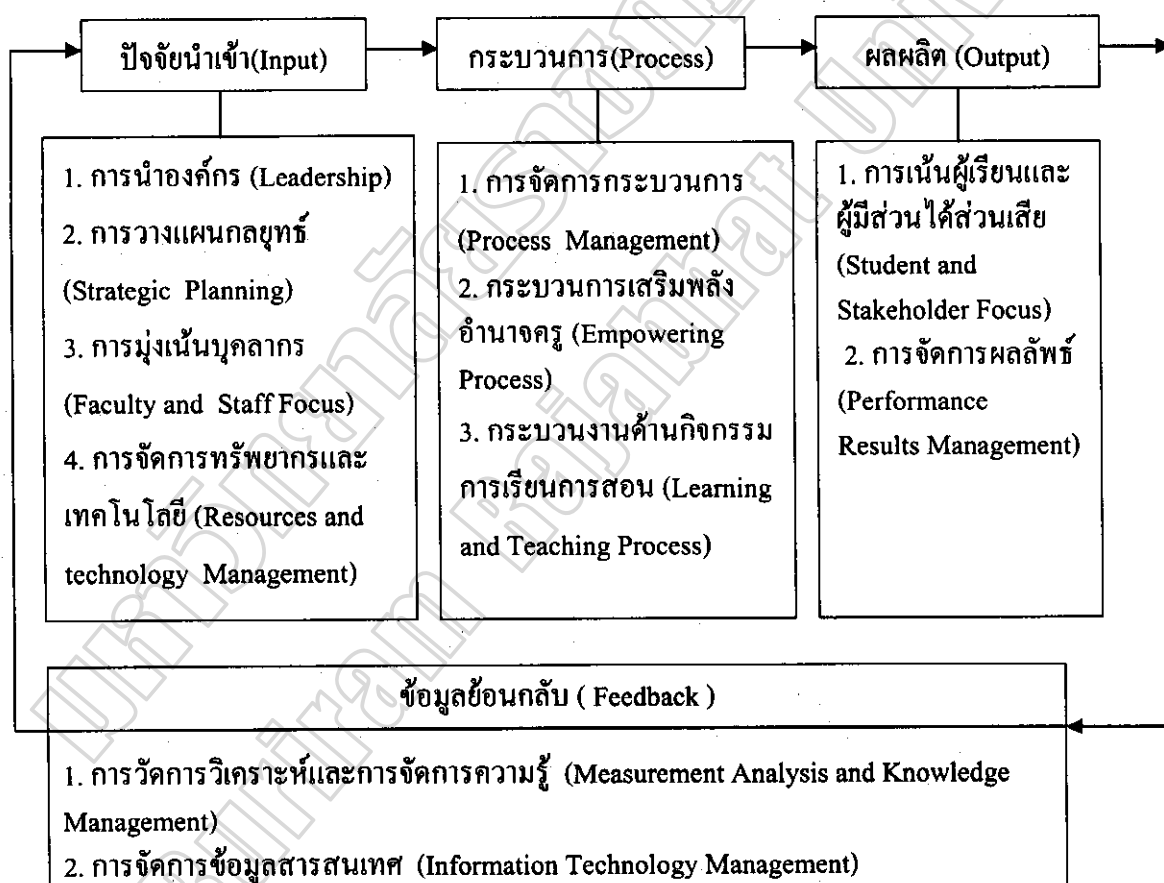 ปัจจัยนำเข้า(Input)
กระบวนการ(Process)
ผลผลิต (Output)
1. การนำองค์กร (Leadership)
2. การวางแผนกลยุทธ์
(Strategic Planning)
3. การมุ่งเน้นบุคลากร
(Faculty and Staff Focus)
4. การจัดการทรัพยากรและ
เทคโนโลยี (Resources and
technology Management)
1. การจัดการกระบวนการ
(Process Management)
2. กระบวนการเสริมพลัง
อำนาจครู (Empowering
Process)
3. กระบวนงานด้านกิจกรรม
การเรียนการสอน (Learning
and Teaching Process)
1. การเน้นผู้เรียนและ
ผู้มีส่วนได้ส่วนเสีย
(Student and
Stakeholder Focus)
2. การจัดการผลลัพธ์
(Performance
Results Management)
ข้อมูลย้อนกลับ ( Feedback )
1. การวัดการวิเคราะห์และการจัดการความรู้ (Measurement Analysis and Knowledge
Management)
2. การจัดการข้อมูลสารสนเทศ (Information Technology Management)